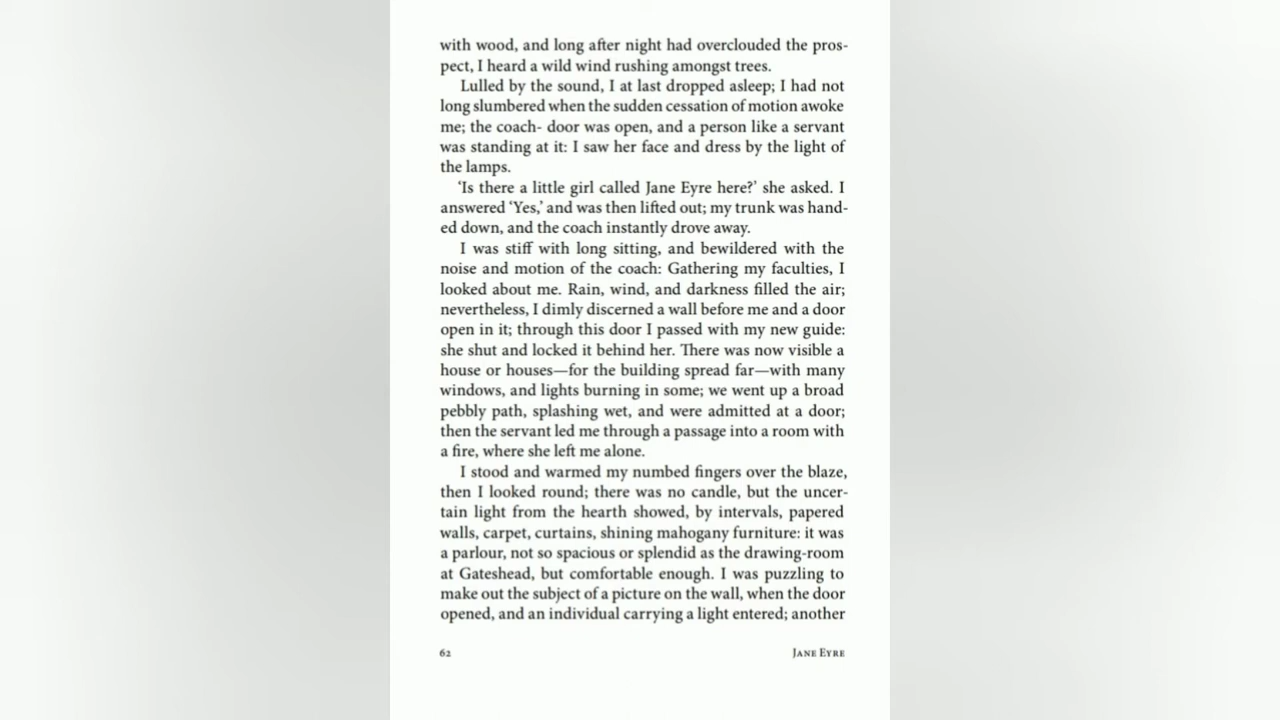 with wood, and long after night had overclouded the pros-
pect, I heard a wild wind rushing amongst trees.
Lulled by the sound, I at last dropped asleep; I had not
long slumbered when the sudden cessation of motion awoke
me; the coach- door was open, and a person like a servant
was standing at it: I saw her face and dress by the light of
the lamps.
‘Is there a little girl called Jane Eyre here?’ she asked. I
answered ‘Yes,’ and was then lifted out; my trunk was hand-
ed down, and the coach instantly drove away.
I was stiff with long sitting, and bewildered with the
noise and motion of the coach: Gathering my faculties, I
looked about me. Rain, wind, and darkness filled the air;
nevertheless, I dimly discerned a wall before me and a door
open in it; through this door I passed with my new guide:
she shut and locked it behind her. There was now visible a
house or houses—for the building spread far—with many
windows, and lights burning in some; we went up a broad
pebbly path, splashing wet, and were admitted at a door;
then the servant led me through a passage into a room with
a fire, where she left me alone.
I stood and warmed my numbed fingers over the blaze,
then I looked round; there was no candle, but the uncer-
tain light from the hearth showed, by intervals, papered
walls, carpet, curtains, shining mahogany furniture: it was
a parlour, not so spacious or splendid as the drawing-room
at Gateshead, but comfortable enough. I was puzzling to
make out the subject of a picture on the wall, when the door
opened, and an individual carrying a light entered; another
62 Jane Eyre